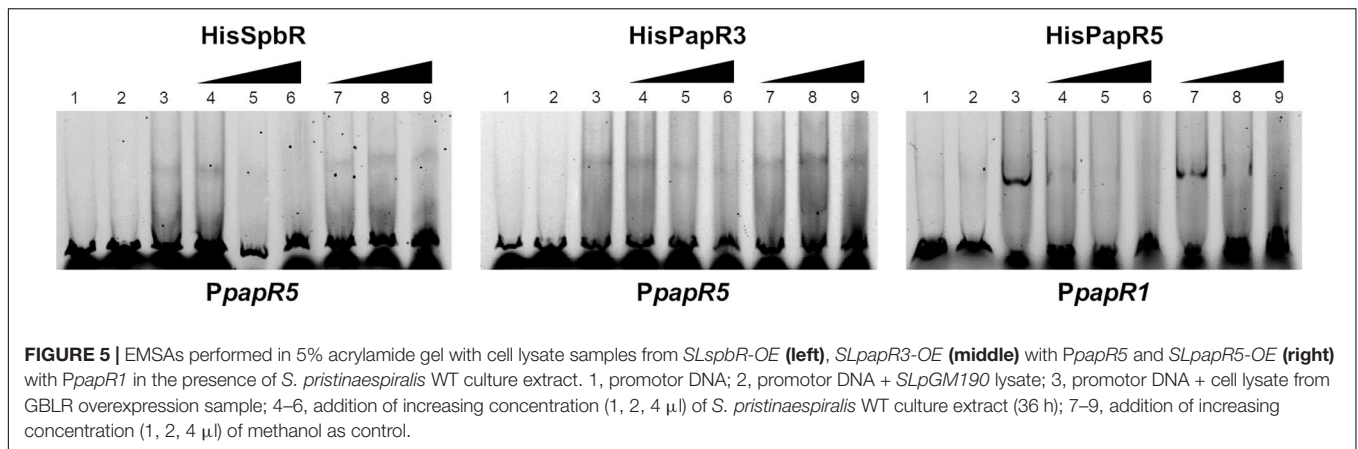 HisSpbR HisPapR3 HisPapR5
1 2 3 4 5 6 7 8 9 1 2 3 4 5 6 7 8 9 1 2 3 4 5 6 7 8 9
PpapR5 PpapR5 PpapR1
FIGURE 5 | EMSAs performed in 5% acrylamide gel with cell lysate samples from SLspbR-OE (left), SLpapR3-OE (middle) with PpapR5 and SLpapR5-OE (right)
with PpapR1 in the presence of S. pristinaespiralis WT culture extract. 1, promotor DNA; 2, promotor DNA + SLpGM190 lysate; 3, promotor DNA + cell lysate from
GBLR overexpression sample; 4–6, addition of increasing concentration (1, 2, 4 μl) of S. pristinaespiralis WT culture extract (36 h); 7–9, addition of increasing
concentration (1, 2, 4 μl) of methanol as control.